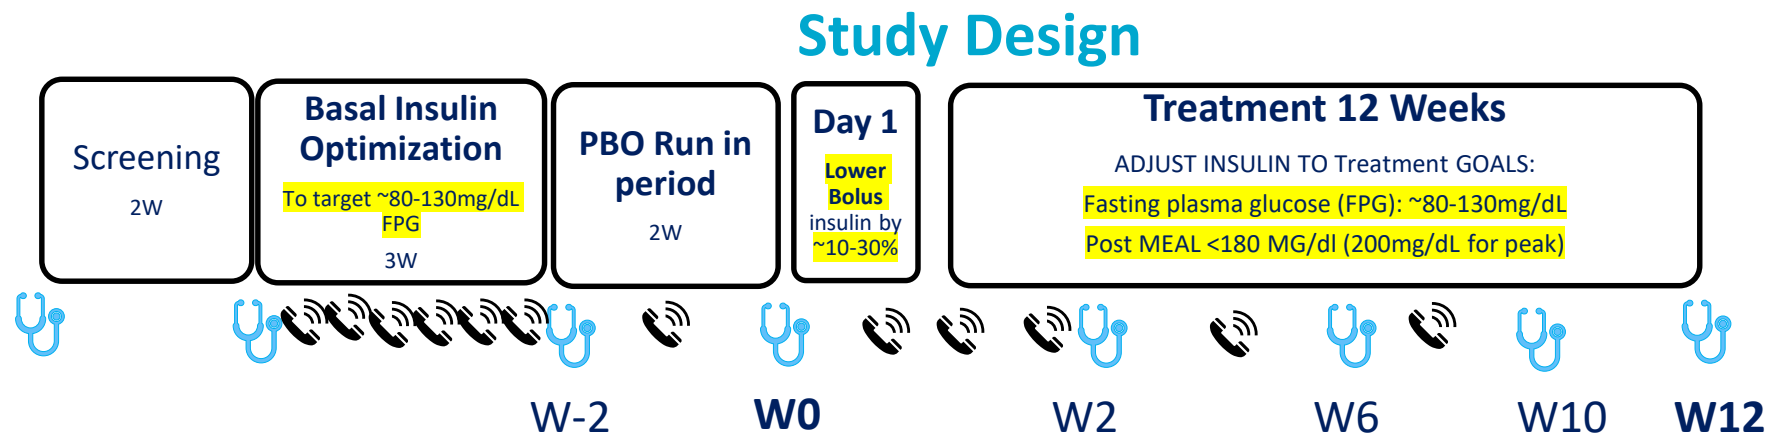 Study Design
Screening
2W
Basal Insulin
Optimization
To target ~80-130mg/dL
FPG
3W
PBO Run in
period
2W
Day 1
Lower
Bolus
insulin by
~10-30%
Treatment 12 Weeks
ADJUST INSULIN TO Treatment GOALS:
Fasting plasma glucose (FPG): ~80-130mg/dL
Post MEAL <180 MG/dl (200mg/dL for peak)
W-2
W0
W2
W6
W10
W12